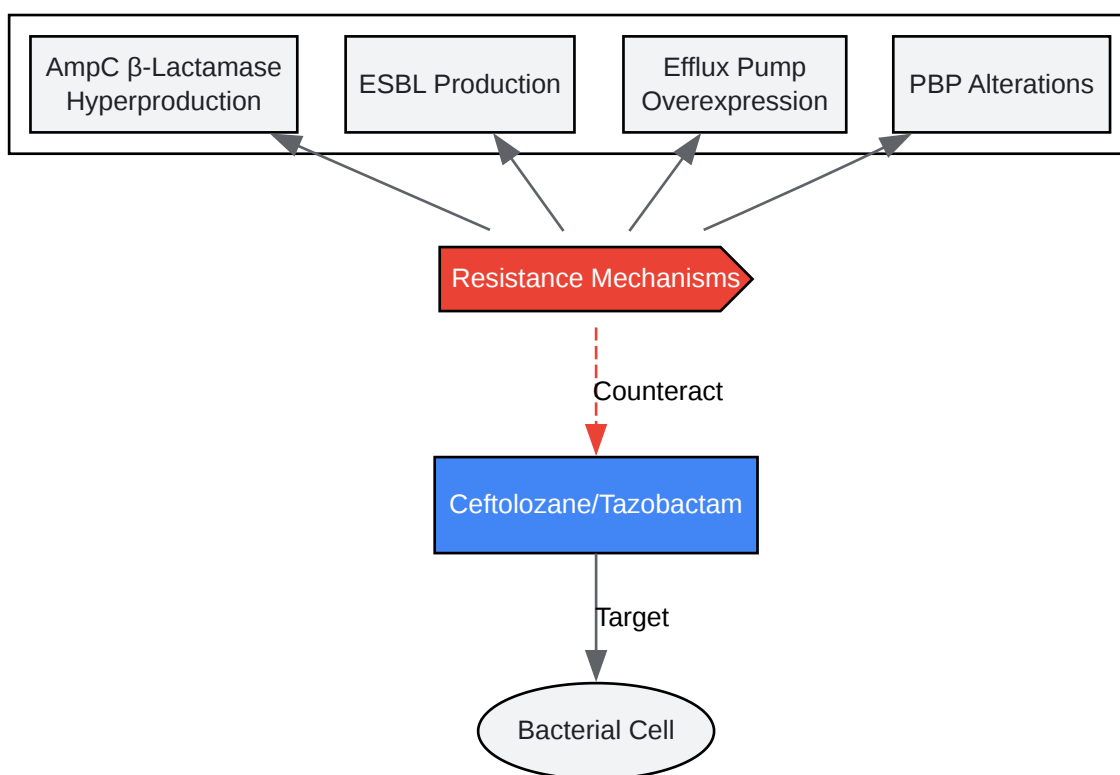 AmpC β-Lactamase
Hyperproduction
ESBL Production
Efflux Pump
Overexpression
PBP Alterations
Resistance Mechanisms
Counteract
Ceftolozane/Tazobactam
Target
Bacterial Cell